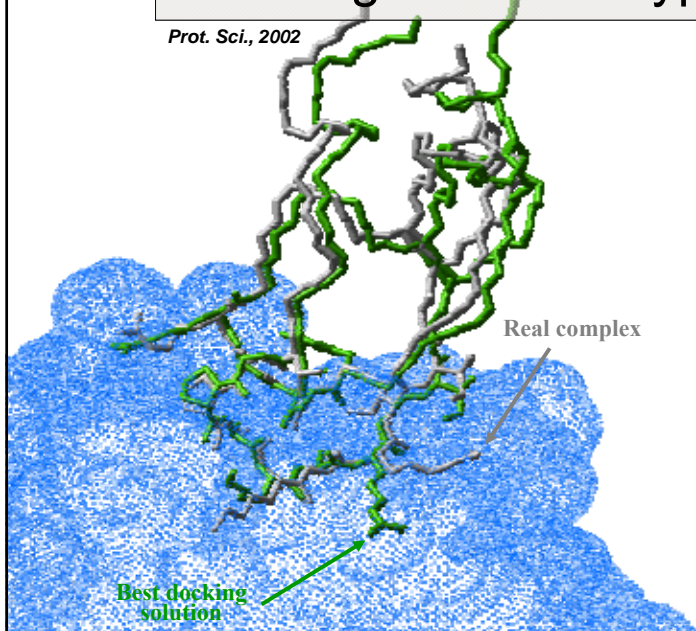 Prot. Sci., 2002
Real complex
Best docking
solution